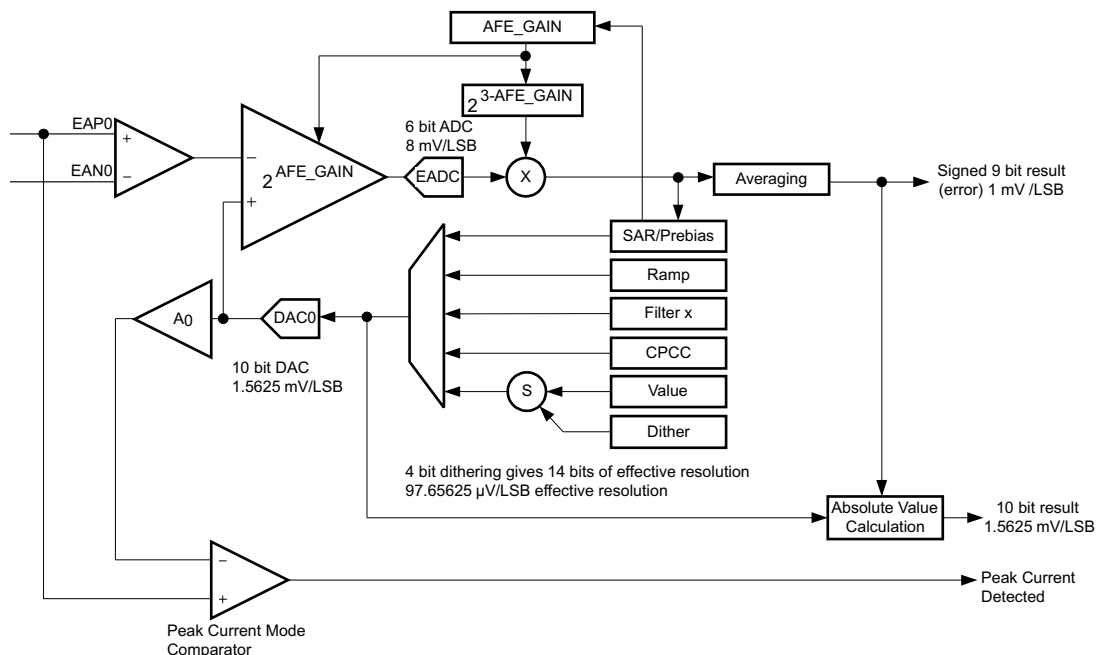 AFE_GAIN
2 3-AFE_GAIN
EAP0
+
EAN0
−
6 bit ADC
8 mV/LSB
−
2 AFE_GAIN
+
EADC
X
Averaging
Signed 9 bit result
(error) 1 mV /LSB
SAR/Prebias
Ramp
Filter x
CPCC
Value
Dither
S
A0
DAC0
10 bit DAC
1.5625 mV/LSB
4 bit dithering gives 14 bits of effective resolution
97.65625 μV/LSB effective resolution
Absolute Value
Calculation
10 bit result
1.5625 mV/LSB
−
+
Peak Current
Detected
Peak Current Mode
Comparator